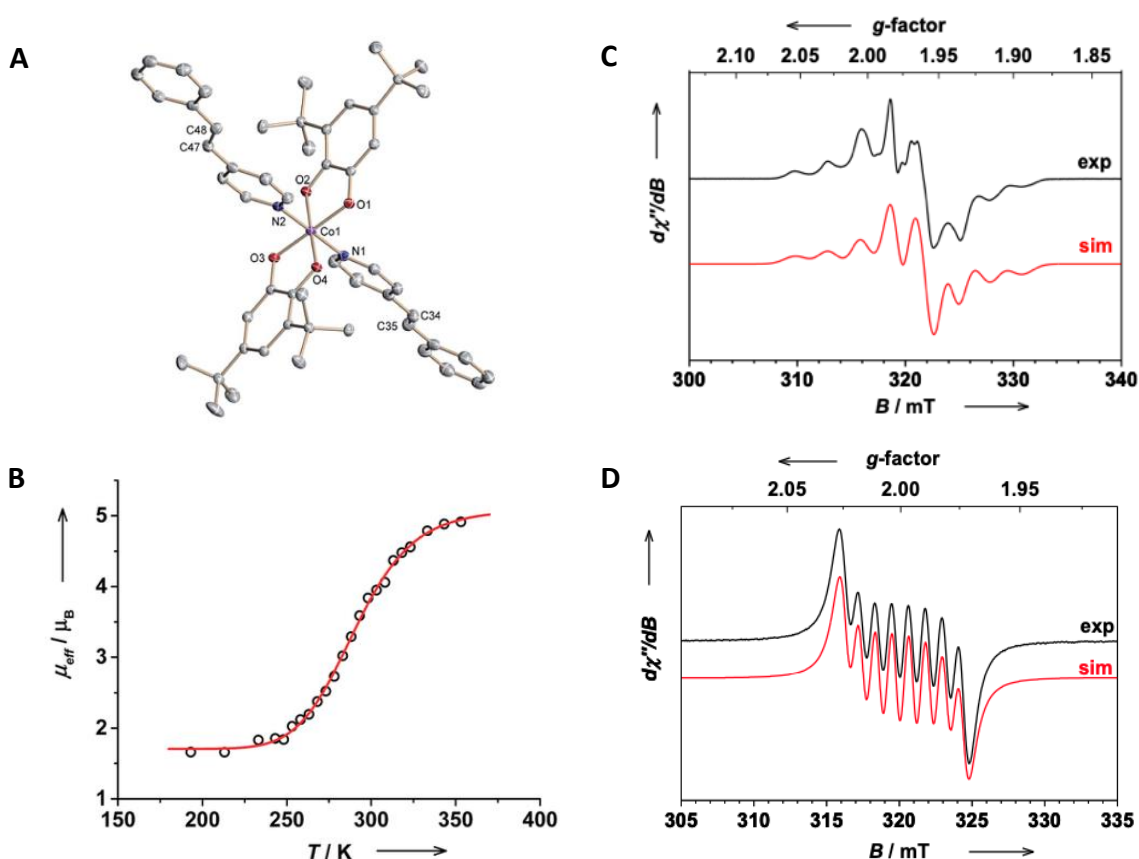 A
C48
C47
O2
O1
N2
Co1
N1
O3
O4
C34
C35
B
μeff / μB
5
4
3
2
1
150 200 250 300 350 400
T / K
C
g-factor
2.10 2.05 2.00 1.95 1.90 1.85
dχ''/dB
exp
sim
300 310 320 330 340
B / mT
D
g-factor
2.05 2.00 1.95
dχ''/dB
exp
sim
305 310 315 320 325 330 335
B / mT